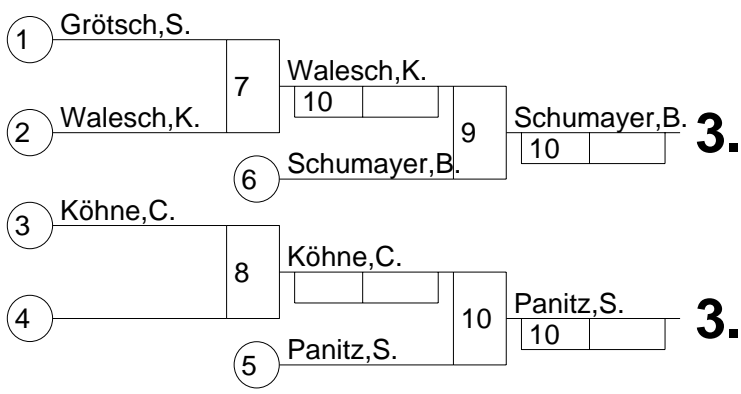 1 Grötsch,S.
7
Walesch,K.
10
2 Walesch,K.
9
Schumayer,B.
10
3.
6 Schumayer,B.
3 Köhne,C.
8
Köhne,C.
4
10
Panitz,S.
10
3.
5 Panitz,S.